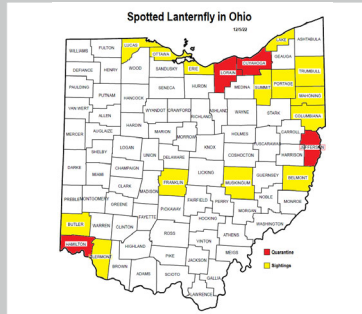 Spotted Lanternfly in Ohio
12/5/22
LAKE
ASHTABULA
WILLIAMS
FULTON
LUCAS
OTTAWA
CUYAHOGA
GEAUGA
DEFIANCE
HENRY
WOOD
SANDUSKY
ERIE
LORAIN
TRUMBULL
PAULDING
SENECA
HURON
MEDINA
SUMMIT
PORTAGE
PUTNAM
HANCOCK
MAHONING
VAN WERT
ALLEN
WYANDOT
CRAWFORD
RICHLAND
ASHLAND
WAYNE
STARK
COLUMBIANA
MERCER
AUGLAIZE
HARDIN
MARION
MORROW
HOLMES
CARROLL
LOGAN
KNOX
TUSCARAWAS
JEFFERSON
SHELBY
UNION
DELAWARE
COSHOCTON
HARRISON
DARKE
MIAMI
CHAMPAIGN
LICKING
CLARK
FRANKLIN
MUSKINGUM
GUERNSEY
BELMONT
MADISON
PREBLE
MONTGOMERY
GREENE
PICKAWAY
FAIRFIELD
PERRY
NOBLE
MONROE
FAYETTE
MORGAN
BUTLER
WARREN
CLINTON
HOCKING
WASHINGTON
ROSS
ATHENS
HAMILTON
CLERMONT
HIGHLAND
VINTON
PIKE
JACKSON
MEIGS
BROWN
ADAMS
SCIOTO
GALLIA
LAWRENCE
Quarantine
Sightings